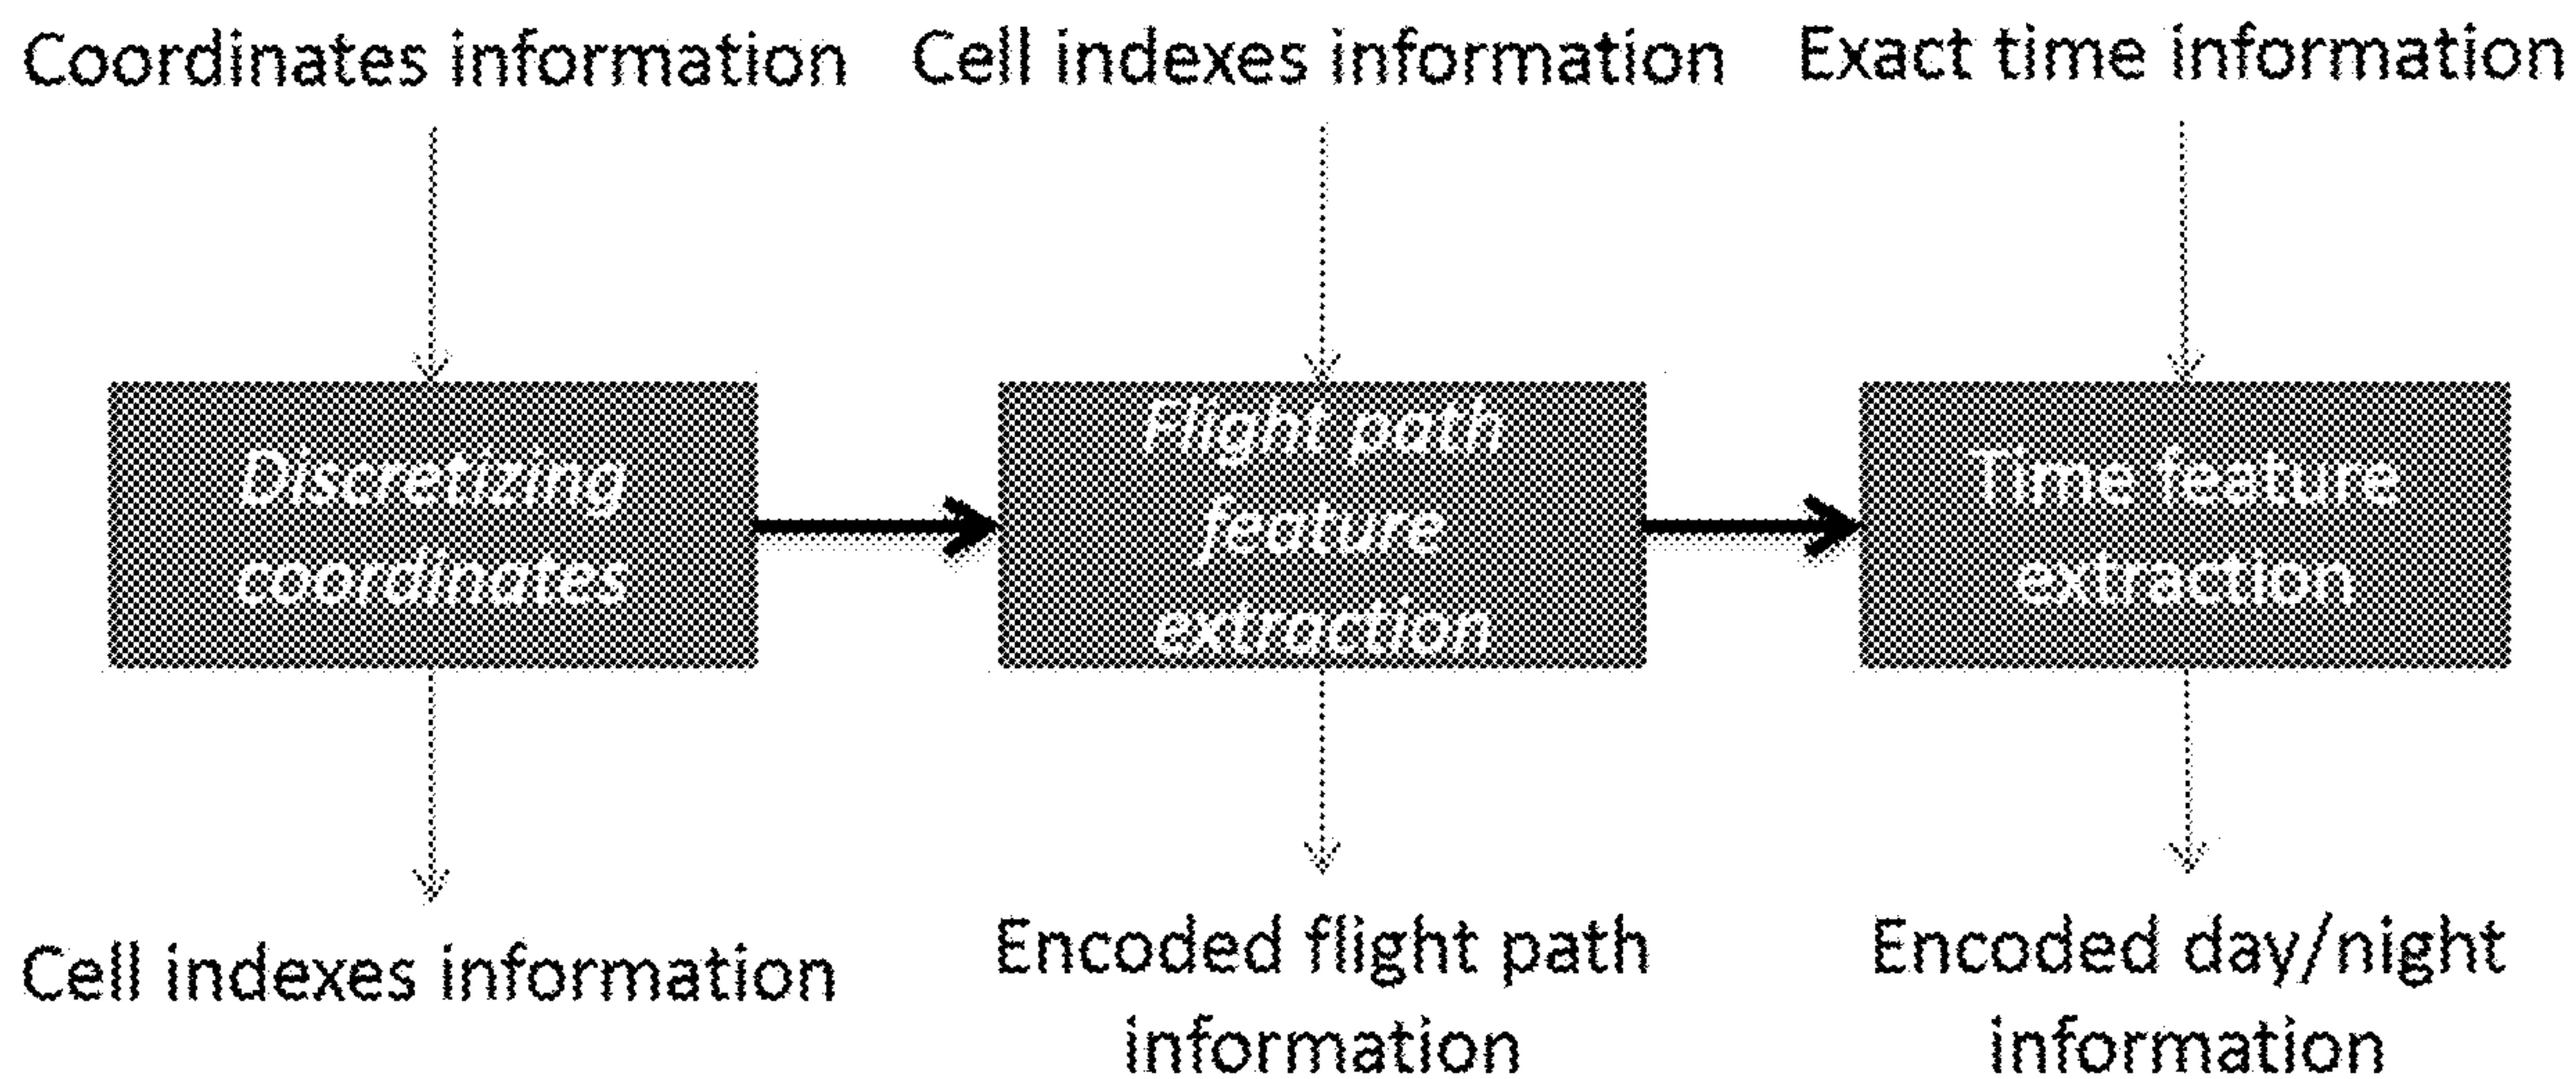 Coordinates information
Cell indexes information
Exact time information
Discretizing
coordinates
Flight path
feature
extraction
Time feature
extraction
Cell indexes information
Encoded flight path
information
Encoded day/night
information